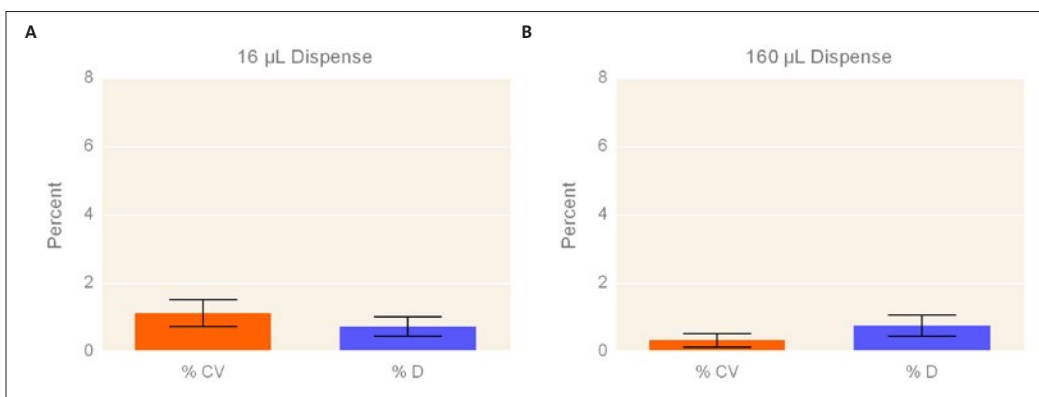 A
16 µL Dispense
8
6
4
2
0
Percent
% CV
% D
B
160 µL Dispense
8
6
4
2
0
Percent
% CV
% D